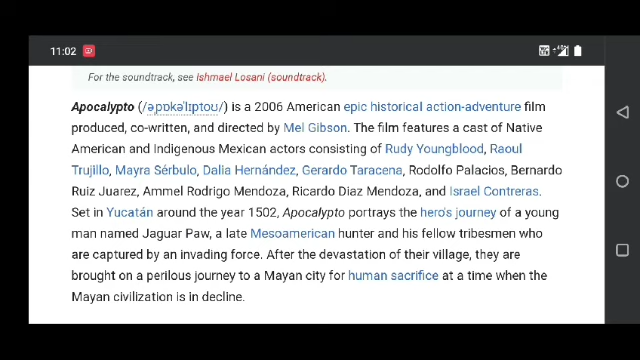 11:02
For the soundtrack, see Ishmael Losani (soundtrack).
Apocalypto (/əˌpɒkəˈlɪptoʊ/) is a 2006 American epic historical action-adventure film
produced, co-written, and directed by Mel Gibson. The film features a cast of Native
American and Indigenous Mexican actors consisting of Rudy Youngblood, Raoul
Trujillo, Mayra Sérbulo, Dalia Hernández, Gerardo Taracena, Rodolfo Palacios, Bernardo
Ruiz Juarez, Ammel Rodrigo Mendoza, Ricardo Diaz Mendoza, and Israel Contreras.
Set in Yucatán around the year 1502, Apocalypto portrays the hero's journey of a young
man named Jaguar Paw, a late Mesoamerican hunter and his fellow tribesmen who
are captured by an invading force. After the devastation of their village, they are
brought on a perilous journey to a Mayan city for human sacrifice at a time when the
Mayan civilization is in decline.